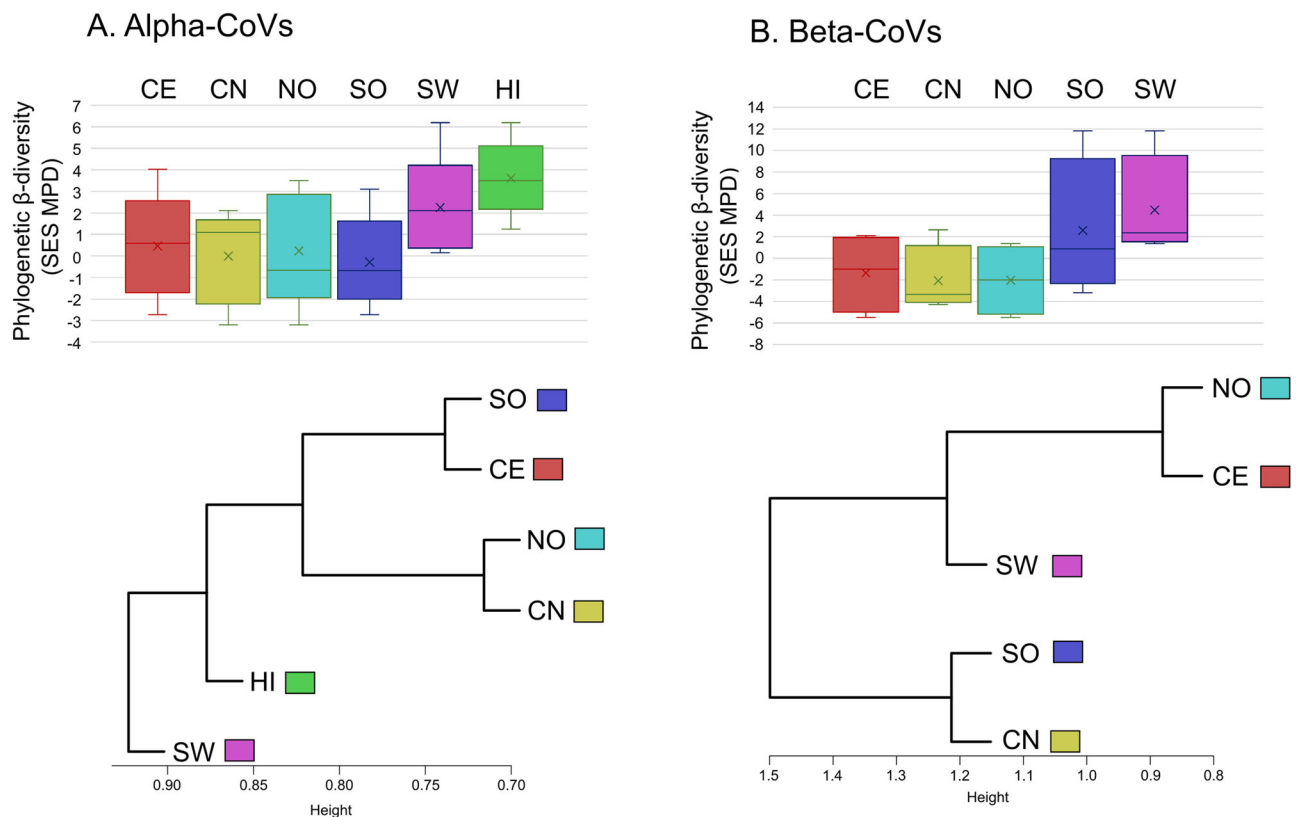 A. Alpha-CoVs
CE CN NO SO SW HI
Phylogenetic β-diversity
(SES MPD)
7
6
5
4
3
2
1
0
-1
-2
-3
-4
SO
CE
NO
CN
HI
SW
0.90 0.85 0.80 0.75 0.70
Height
B. Beta-CoVs
CE CN NO SO SW
Phylogenetic β-diversity
(SES MPD)
14
12
10
8
6
4
2
0
-2
-4
-6
-8
NO
CE
SW
SO
CN
1.5 1.4 1.3 1.2 1.1 1.0 0.9 0.8
Height